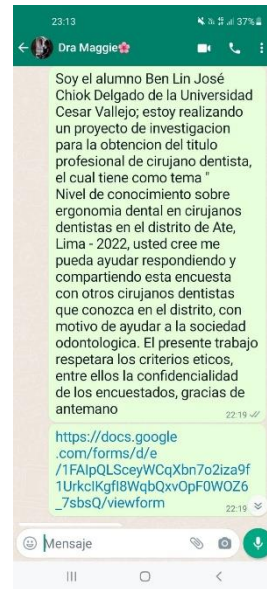 23:13
37%
Dra Maggie
Soy el alumno Ben Lin José
Chiok Delgado de la Universidad
Cesar Vallejo; estoy realizando
un proyecto de investigacion
para la obtencion del titulo
profesional de cirujano dentista,
el cual tiene como tema "
Nivel de conocimiento sobre
ergonomia dental en cirujanos
dentistas en el distrito de Ate,
Lima - 2022, usted cree me
pueda ayudar respondiendo y
compartiendo esta encuesta
con otros cirujanos dentistas
que conozca en el distrito, con
motivo de ayudar a la sociedad
odontologica. El presente trabajo
respetara los criterios eticos,
entre ellos la confidencialidad
de los encuestados, gracias de
antemano
22:19
https://docs.google
.com/forms/d/e
/1FAIpQLSceyWCqXbn7o2iza9f
1UrkclKgfl8WqbQxvOpF0WOZ6
_7sbsQ/viewform
22:19
Mensaje